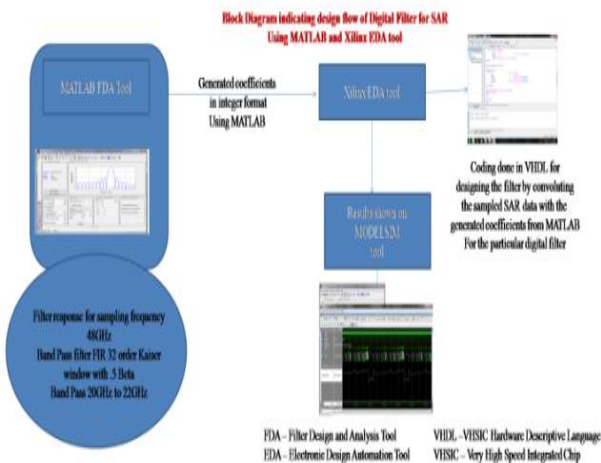 Block Diagram indicating design flow of Digital Filter for SAR
Using MATLAB and Xilinx EDA tool
MATLAB FDA Tool
Generated coefficients
in integer format
Using MATLAB
Xilinx EDA tool
Coding done in VHDL for
designing the filter by convoluting
the sampled SAR data with the
generated coefficients from MATLAB
For the particular digital filter
Results shown on
MODELSIM
tool
Filter response for sampling frequency
48GHz
Band Pass filter FIR 32 order Kaiser
window with .5 Beta
Band Pass 20GHz to 22GHz
FDA – Filter Design and Analysis Tool
EDA – Electronic Design Automation Tool
VHDL – VHSIC Hardware Descriptive Language
VHSIC – Very High Speed Integrated Chip